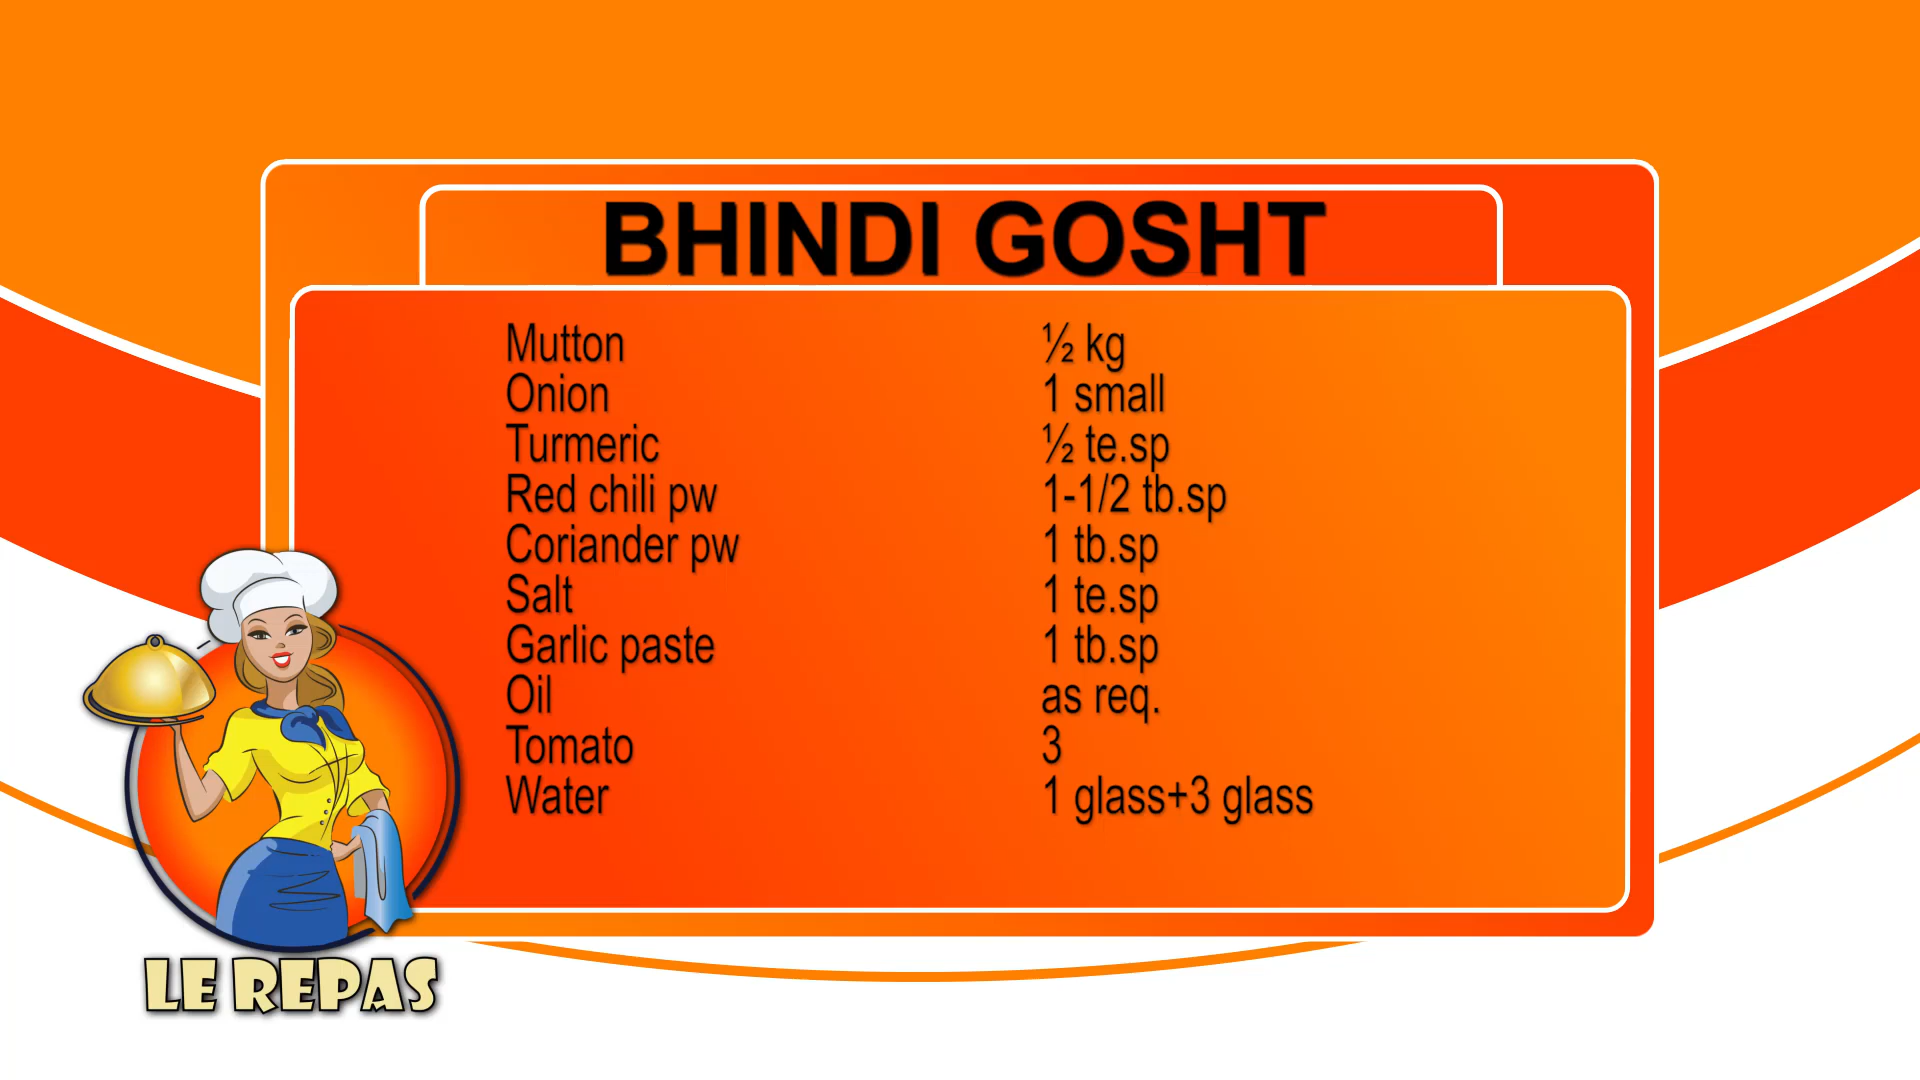 BHINDI GOSHT
Mutton ½ kg
Onion 1 small
Turmeric ½ te.sp
Red chili pw 1-1/2 tb.sp
Coriander pw 1 tb.sp
Salt 1 te.sp
Garlic paste 1 tb.sp
Oil as req.
Tomato 3
Water 1 glass+3 glass
LE REPAS